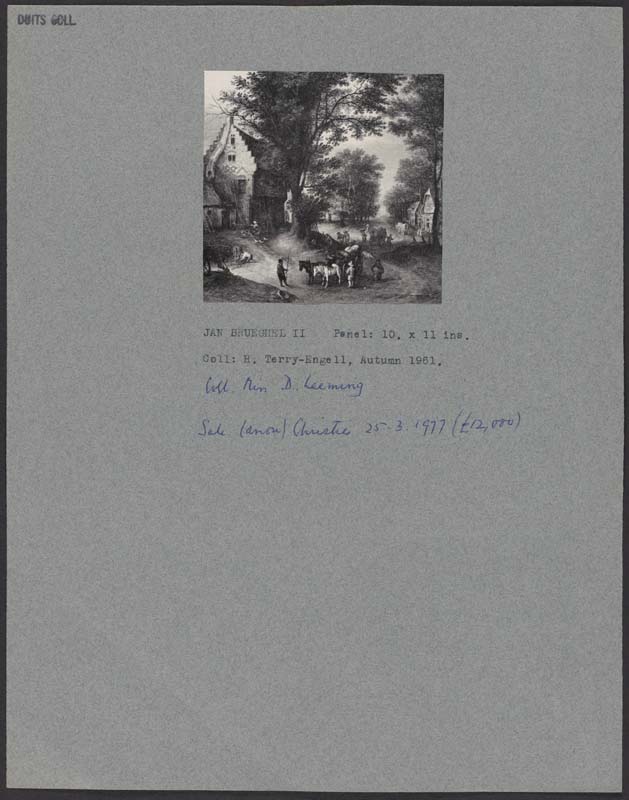 DUITS COLL.
JAN BRUEGHEL II Panel: 10. x 11 ins.
Coll: H. Terry-Engell, Autumn 1961.
Coll. Miss D. Leeming
Sale (anon) Christie 25.3.1977 (£12,000)